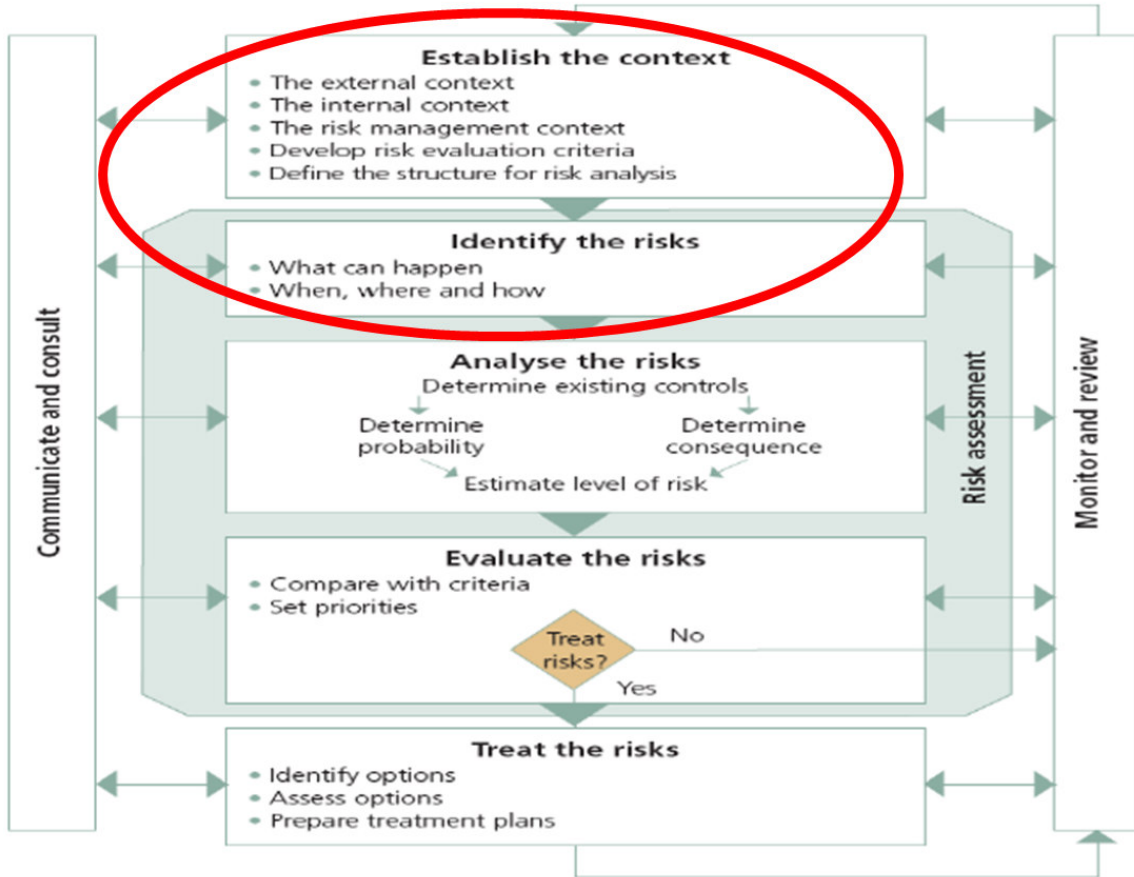 Establish the context
• The external context
• The internal context
• The risk management context
• Develop risk evaluation criteria
• Define the structure for risk analysis
Identify the risks
• What can happen
• When, where and how
Analyse the risks
Determine existing controls
Determine
probability
Determine
consequence
Estimate level of risk
Evaluate the risks
• Compare with criteria
• Set priorities
Treat
risks?
No
Yes
Treat the risks
• Identify options
• Assess options
• Prepare treatment plans
Communicate and consult
Risk assessment
Monitor and review